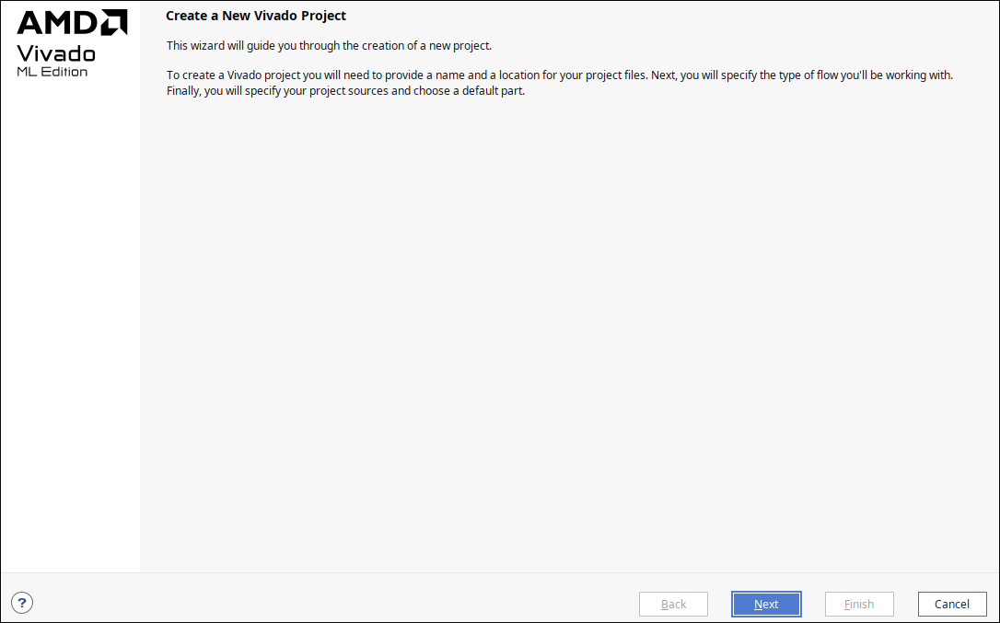 AMD
Vivado
ML Edition
Create a New Vivado Project
This wizard will guide you through the creation of a new project.
To create a Vivado project you will need to provide a name and a location for your project files. Next, you will specify the type of flow you'll be working with.
Finally, you will specify your project sources and choose a default part.
?
Back
Next
Finish
Cancel